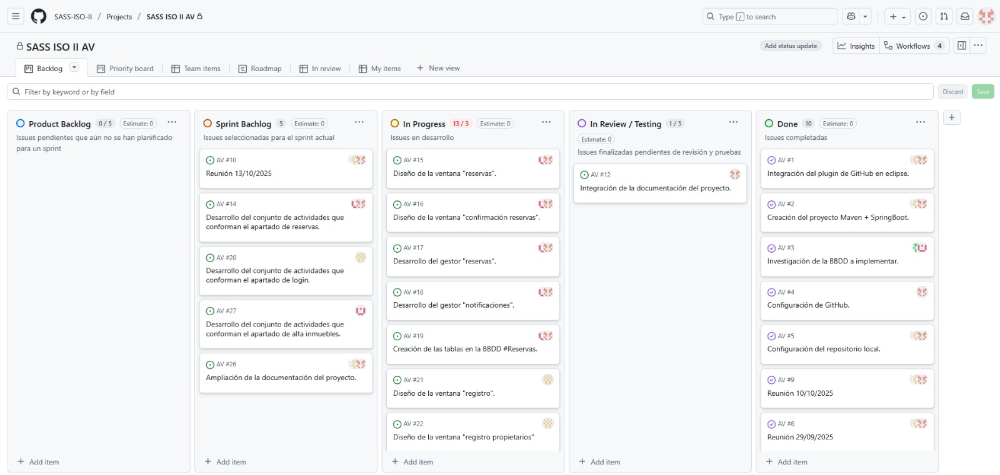 SASS-ISO-II / Projects / SASS ISO II AV
Type / to search
SASS ISO II AV
Add status update
Insights
Workflows 4
Backlog
Priority board
Team items
Roadmap
In review
My items
New view
Filter by keyword or by field
Discard
Save
Product Backlog 0 / 5 Estimate: 0
Issues pendientes que aún no se han planificado
para un sprint
Add item
Sprint Backlog 5 Estimate: 0
Issues seleccionadas para el sprint actual
AV #10
Reunión 13/10/2025
AV #14
Desarrollo del conjunto de actividades que
conforman el apartado de reservas.
AV #20
Desarrollo del conjunto de actividades que
conforman el apartado de login.
AV #27
Desarrollo del conjunto de actividades que
conforman el apartado de alta inmuebles.
AV #26
Ampliación de la documentación del proyecto.
Add item
In Progress 13 / 3 Estimate: 0
Issues en desarrollo
AV #15
Diseño de la ventana "reservas".
AV #16
Diseño de la ventana "confirmación reservas".
AV #17
Desarrollo del gestor "reservas".
AV #18
Desarrollo del gestor "notificaciones".
AV #19
Creación de las tablas en la BBDD #Reservas.
AV #21
Diseño de la ventana "registro".
AV #22
Diseño de la ventana "registro propietarios"
Add item
In Review / Testing 1 / 5
Estimate: 0
Issues finalizadas pendientes de revisión y pruebas
AV #12
Integración de la documentación del proyecto.
Add item
Done 10 Estimate: 0
Issues completadas
AV #1
Integración del plugin de GitHub en eclipse.
AV #2
Creación del proyecto Maven + SpringBoot.
AV #3
Investigación de la BBDD a implementar.
AV #4
Configuración de GitHub.
AV #5
Configuración del repositorio local.
AV #9
Reunión 10/10/2025
AV #6
Reunión 29/09/2025
Add item